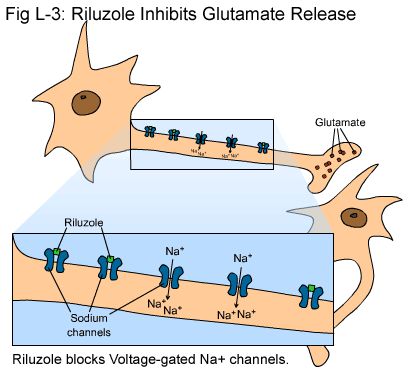 Fig L-3: Riluzole Inhibits Glutamate Release
Glutamate
Na⁺ Na⁺
Na⁺ Na⁺
Riluzole
Na⁺
Na⁺
Na⁺ Na⁺
Na⁺ Na⁺
Sodium
channels
Riluzole blocks Voltage-gated Na+ channels.